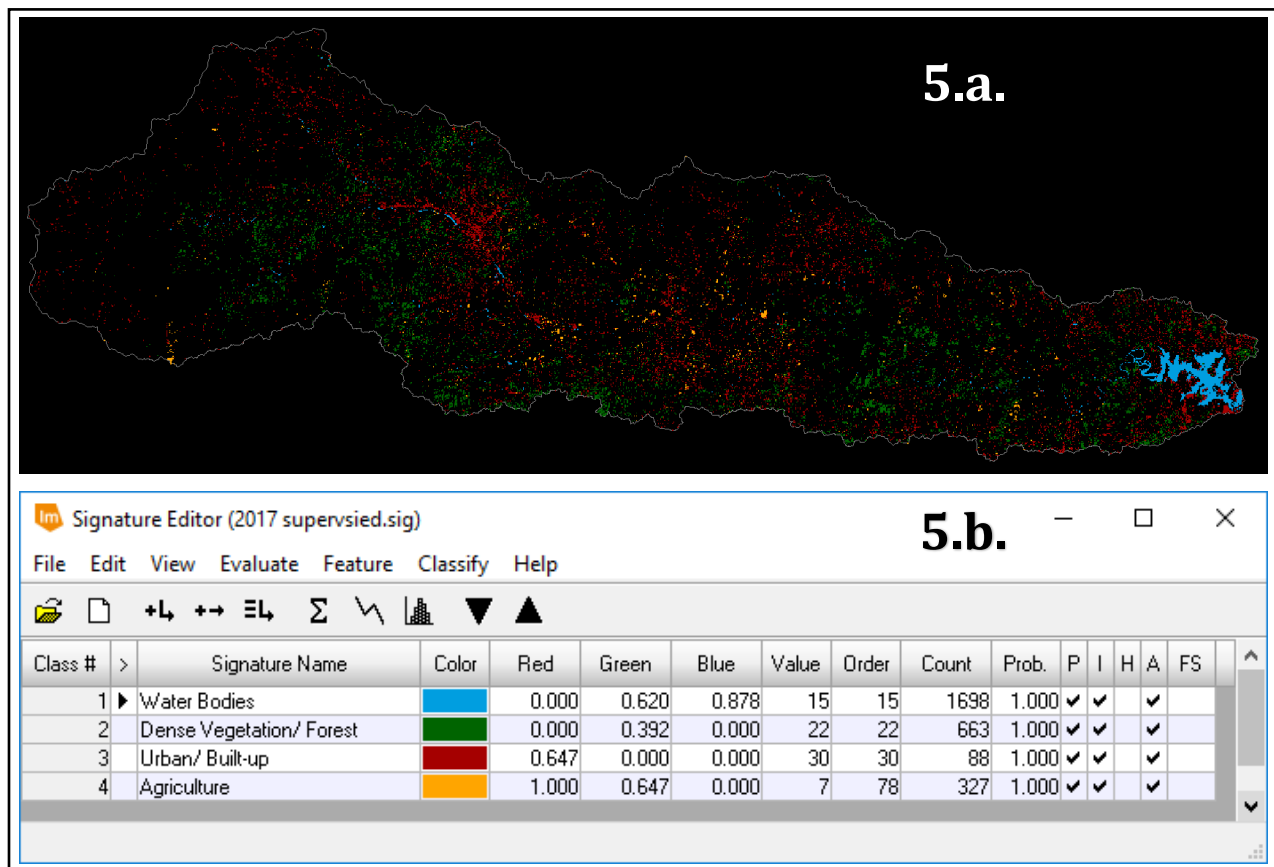 5.a.
Im Signature Editor (2017 supervsied.sig)
5.b.
File Edit View Evaluate Feature Classify Help
Class # > Signature Name Color Red Green Blue Value Order Count Prob. P I H A FS
1 Water Bodies 0.000 0.620 0.878 15 15 1698 1.000 ✔ ✔ ✔
2 Dense Vegetation/ Forest 0.000 0.392 0.000 22 22 663 1.000 ✔ ✔ ✔
3 Urban/ Built-up 0.647 0.000 0.000 30 30 88 1.000 ✔ ✔ ✔
4 Agriculture 1.000 0.647 0.000 7 78 327 1.000 ✔ ✔ ✔